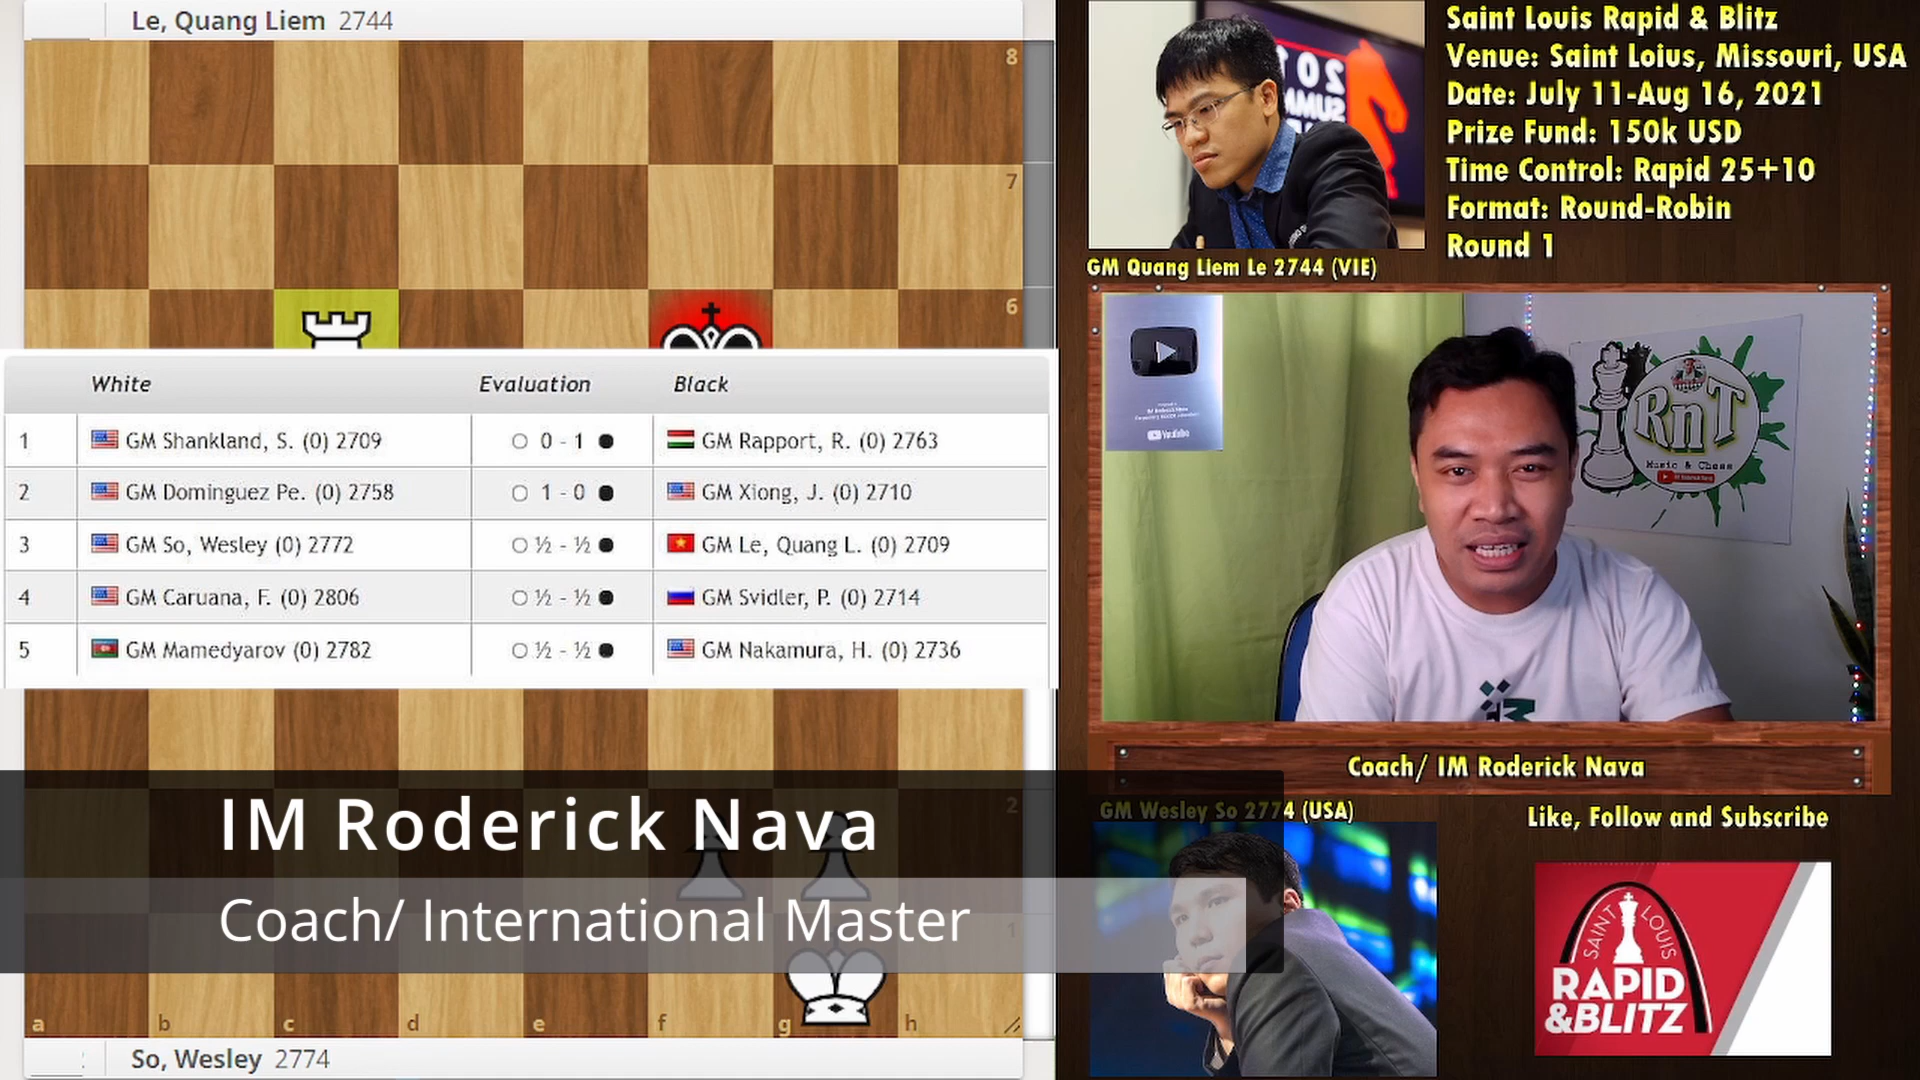 Le, Quang Liem 2744
8
7
6
White Evaluation Black
1 GM Shankland, S. (0) 2709 0 - 1 GM Rapport, R. (0) 2763
2 GM Dominguez Pe. (0) 2758 1 - 0 GM Xiong, J. (0) 2710
3 GM So, Wesley (0) 2772 ½ - ½ GM Le, Quang L. (0) 2709
4 GM Caruana, F. (0) 2806 ½ - ½ GM Svidler, P. (0) 2714
5 GM Mamedyarov (0) 2782 ½ - ½ GM Nakamura, H. (0) 2736
2
IM Roderick Nava
Coach/ International Master
1
a b c d e f g h
So, Wesley 2774
Saint Louis Rapid & Blitz
Venue: Saint Loius, Missouri, USA
Date: July 11-Aug 16, 2021
Prize Fund: 150k USD
Time Control: Rapid 25+10
Format: Round-Robin
Round 1
GM Quang Liem Le 2744 (VIE)
YouTube
RnT
Music & Chess
Coach/ IM Roderick Nava
GM Wesley So 2774 (USA)
Like, Follow and Subscribe
SAINT LOUIS
RAPID
&BLITZ